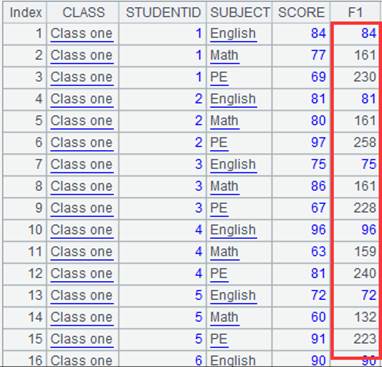 Index CLASS STUDENTID SUBJECT SCORE F1
1 Class one 1 English 84 84
2 Class one 1 Math 77 161
3 Class one 1 PE 69 230
4 Class one 2 English 81 81
5 Class one 2 Math 80 161
6 Class one 2 PE 97 258
7 Class one 3 English 75 75
8 Class one 3 Math 86 161
9 Class one 3 PE 67 228
10 Class one 4 English 96 96
11 Class one 4 Math 63 159
12 Class one 4 PE 81 240
13 Class one 5 English 72 72
14 Class one 5 Math 60 132
15 Class one 5 PE 91 223
16 Class one 6 English 90 90